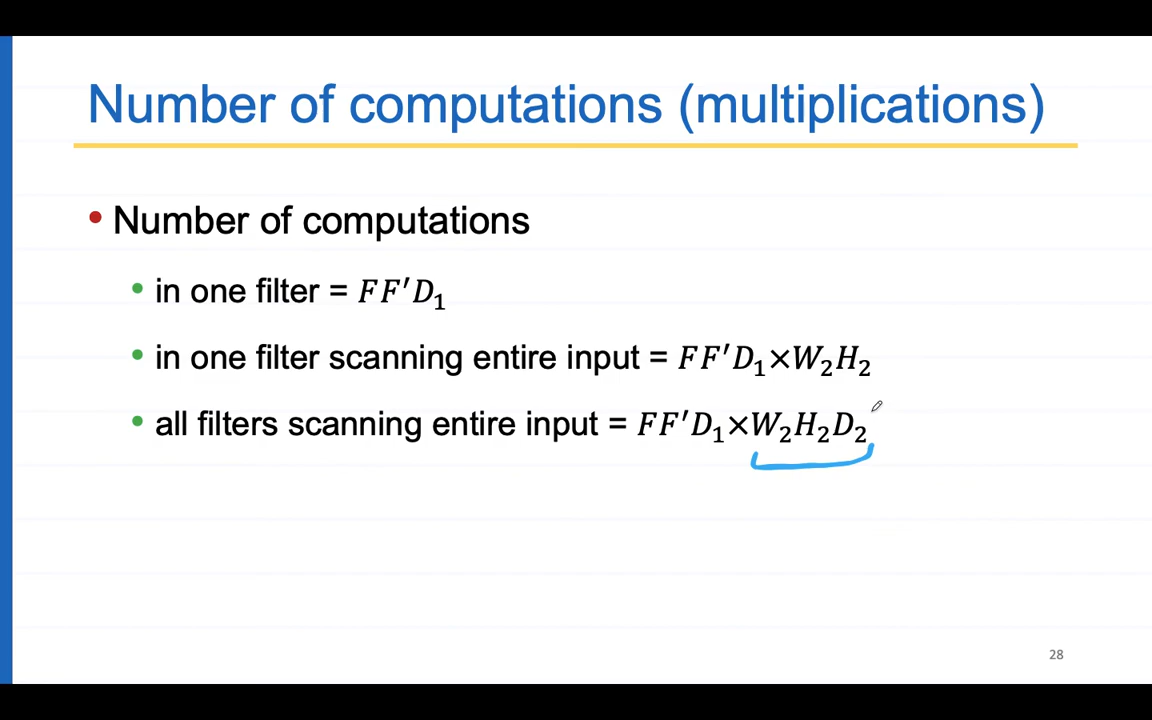 Number of computations (multiplications)
• Number of computations
• in one filter = 𝐹𝐹′𝐷₁
• in one filter scanning entire input = 𝐹𝐹′𝐷₁×𝑊₂𝐻₂
• all filters scanning entire input = 𝐹𝐹′𝐷₁×𝑊₂𝐻₂𝐷₂
28